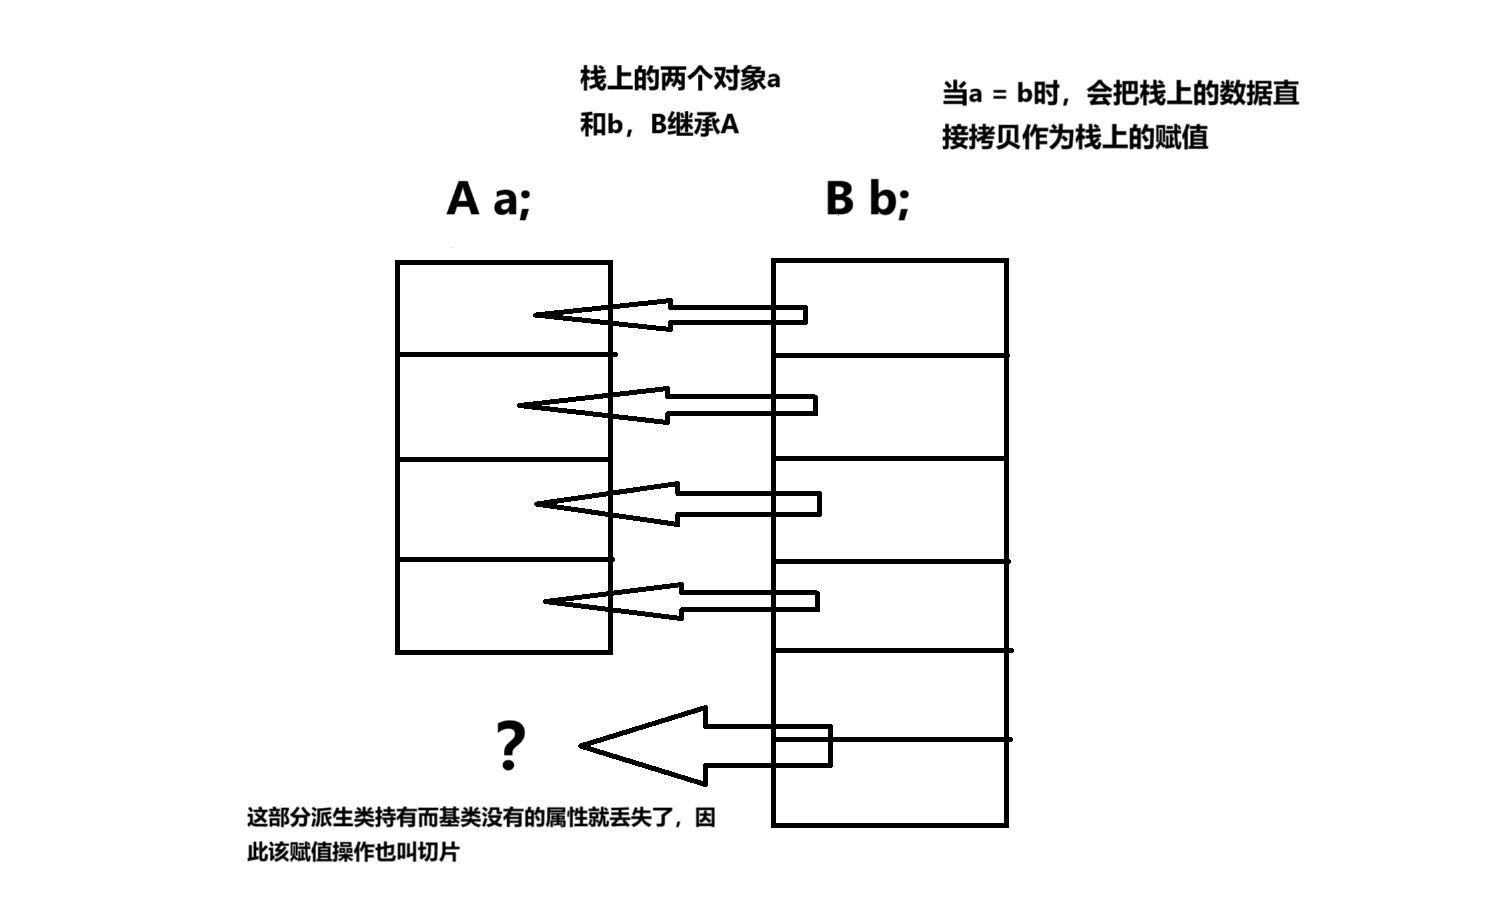 栈上的两个对象a
和b，B继承A
当a = b时，会把栈上的数据直
接拷贝作为栈上的赋值
A a;
B b;
?
这部分派生类持有而基类没有的属性就丢失了，因
此该赋值操作也叫切片